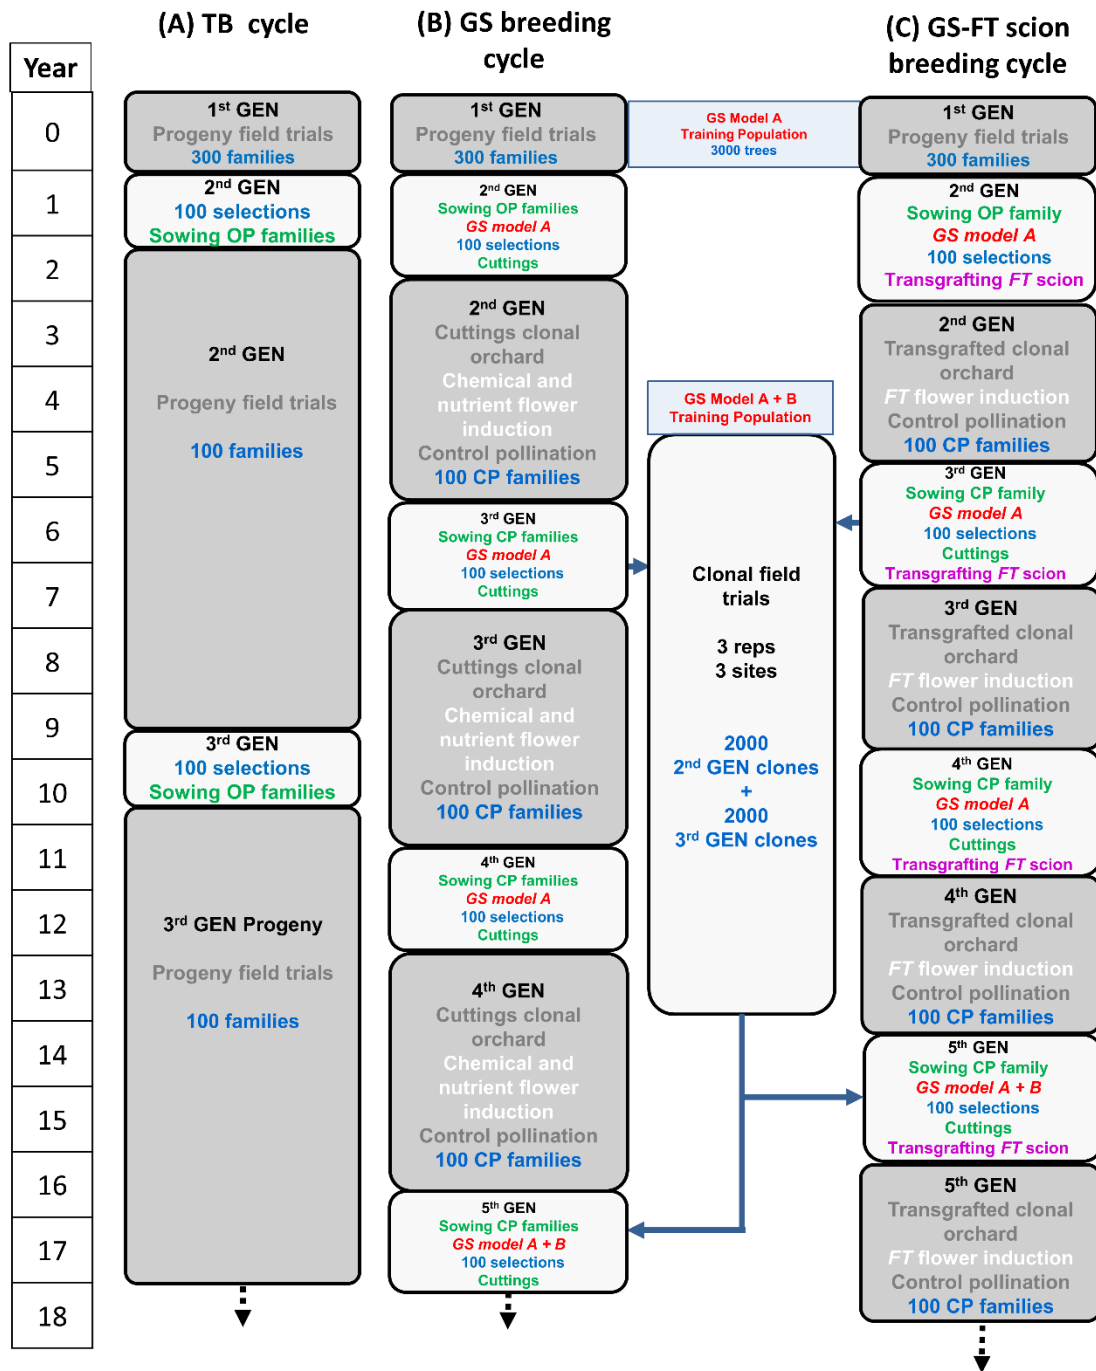 (A) TB cycle
(B) GS breeding
cycle
(C) GS-FT scion
breeding cycle
Year
0
1
2
3
4
5
6
7
8
9
10
11
12
13
14
15
16
17
18
1st GEN
Progeny field trials
300 families
2nd GEN
100 selections
Sowing OP families
2nd GEN
Progeny field trials
100 families
3rd GEN
100 selections
Sowing OP families
3rd GEN Progeny
Progeny field trials
100 families
1st GEN
Progeny field trials
300 families
2nd GEN
Sowing OP families
GS model A
100 selections
Cuttings
2nd GEN
Cuttings clonal
orchard
Chemical and
nutrient flower
induction
Control pollination
100 CP families
3rd GEN
Sowing CP families
GS model A
100 selections
Cuttings
3rd GEN
Cuttings clonal
orchard
Chemical and
nutrient flower
induction
Control pollination
100 CP families
4th GEN
Sowing CP families
GS model A
100 selections
Cuttings
4th GEN
Cuttings clonal
orchard
Chemical and
nutrient flower
induction
Control pollination
100 CP families
5th GEN
Sowing CP families
GS model A + B
100 selections
Cuttings
GS Model A
Training Population
3000 trees
GS Model A + B
Training Population
Clonal field
trials
3 reps
3 sites
2000
2nd GEN clones
+
2000
3rd GEN clones
1st GEN
Progeny field trials
300 families
2nd GEN
Sowing OP family
GS model A
100 selections
Transgrafting FT scion
2nd GEN
Transgrafted clonal
orchard
FT flower induction
Control pollination
100 CP families
3rd GEN
Sowing CP family
GS model A
100 selections
Cuttings
Transgrafting FT scion
3rd GEN
Transgrafted clonal
orchard
FT flower induction
Control pollination
100 CP families
4th GEN
Sowing CP family
GS model A
100 selections
Cuttings
Transgrafting FT scion
4th GEN
Transgrafted clonal
orchard
FT flower induction
Control pollination
100 CP families
5th GEN
Sowing CP family
GS model A + B
100 selections
Cuttings
Transgrafting FT scion
5th GEN
Transgrafted clonal
orchard
FT flower induction
Control pollination
100 CP families